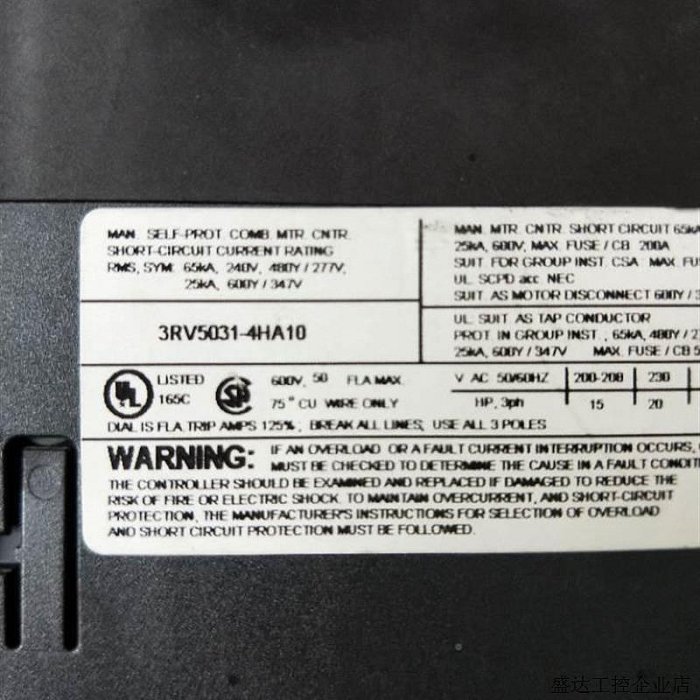 MAN. SELF-PROT. COMB. MTR. CNTR.
SHORT-CIRCUIT CURRENT RATING
RMS, SYM: 65kA, 240V, 480Y / 277V,
25kA, 600Y / 347V
3RV5031-4HA10
MAN. MTR. CNTR. SHORT CIRCUIT 65kA
25kA, 600V, MAX. FUSE / CB 200A
SUIT FOR GROUP INST. CSA MAX. FU
UL SCPD acc. NEC
SUIT AS MOTOR DISCONNECT 600Y / 3
UL SUIT AS TAP CONDUCTOR
PROT. IN GROUP INST., 65kA, 480Y / 2
25kA, 600Y / 347V MAX. FUSE / CB 5
UL LISTED
165C
600V, 50 FLA MAX.
75° CU WIRE ONLY
V AC 50/60HZ 200-208 230
HP, 3ph 15 20
DIAL IS FLA TRIP AMPS 125%; BREAK ALL LINES; USE ALL 3 POLES
WARNING: IF AN OVERLOAD OR A FAULT CURRENT INTERRUPTION OCCURS,
MUST BE CHECKED TO DETERMINE THE CAUSE IN A FAULT CONDIT
THE CONTROLLER SHOULD BE EXAMINED AND REPLACED IF DAMAGED TO REDUCE THE
RISK OF FIRE OR ELECTRIC SHOCK. TO MAINTAIN OVERCURRENT, AND SHORT-CIRCUIT
PROTECTION, THE MANUFACTURER'S INSTRUCTIONS FOR SELECTION OF OVERLOAD
AND SHORT CIRCUIT PROTECTION MUST BE FOLLOWED.
盛达工控企业店